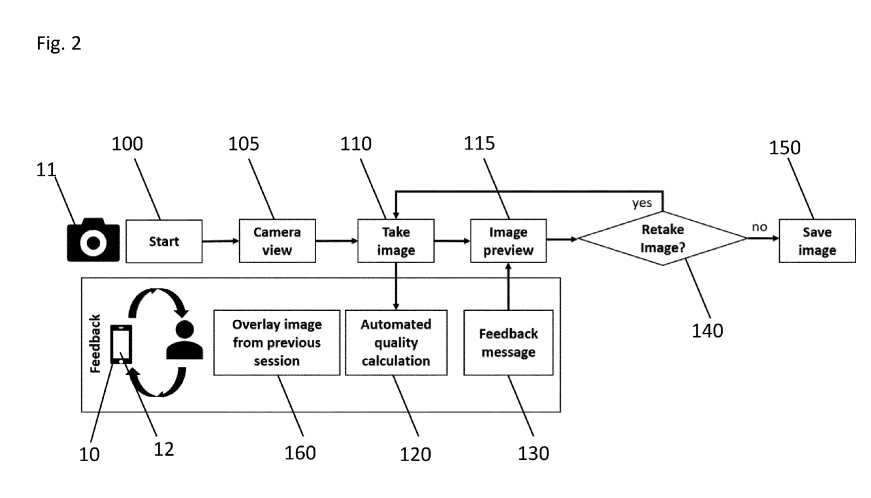 Fig. 2
100
105
110
115
150
11
yes
Start
Camera
view
Take
image
Image
preview
Retake
Image?
no
Save
image
140
Feedback
Overlay image
from previous
session
Automated
quality
calculation
Feedback
message
10
12
160
120
130